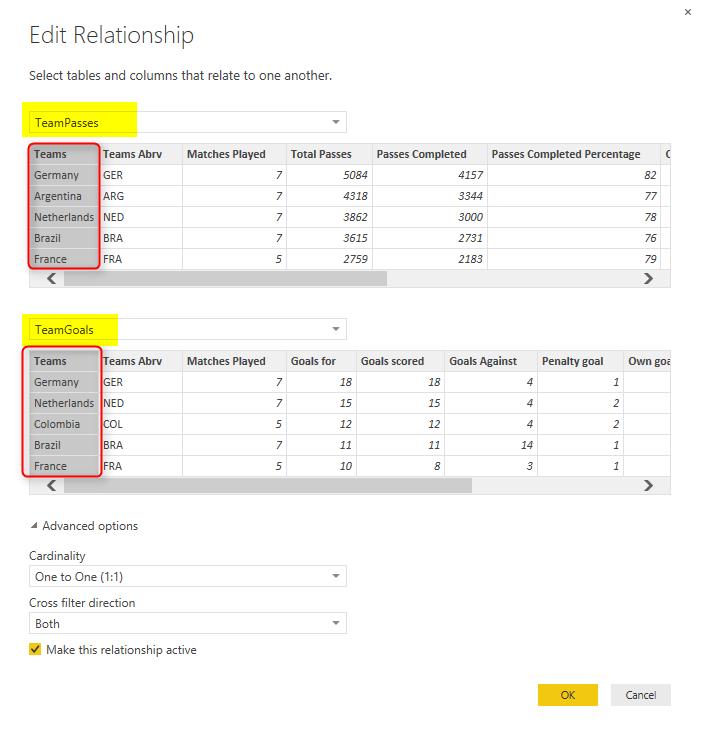 ×
Edit Relationship
Select tables and columns that relate to one another.
TeamPasses
Teams Teams Abrv Matches Played Total Passes Passes Completed Passes Completed Percentage
Germany GER 7 5084 4157 82
Argentina ARG 7 4318 3344 77
Netherlands NED 7 3862 3000 78
Brazil BRA 7 3615 2731 76
France FRA 5 2759 2183 79
TeamGoals
Teams Teams Abrv Matches Played Goals for Goals scored Goals Against Penalty goal Own goa
Germany GER 7 18 18 4 1
Netherlands NED 7 15 15 4 2
Colombia COL 5 12 12 4 2
Brazil BRA 7 11 11 14 1
France FRA 5 10 8 3 1
Advanced options
Cardinality
One to One (1:1)
Cross filter direction
Both
Make this relationship active
OK Cancel